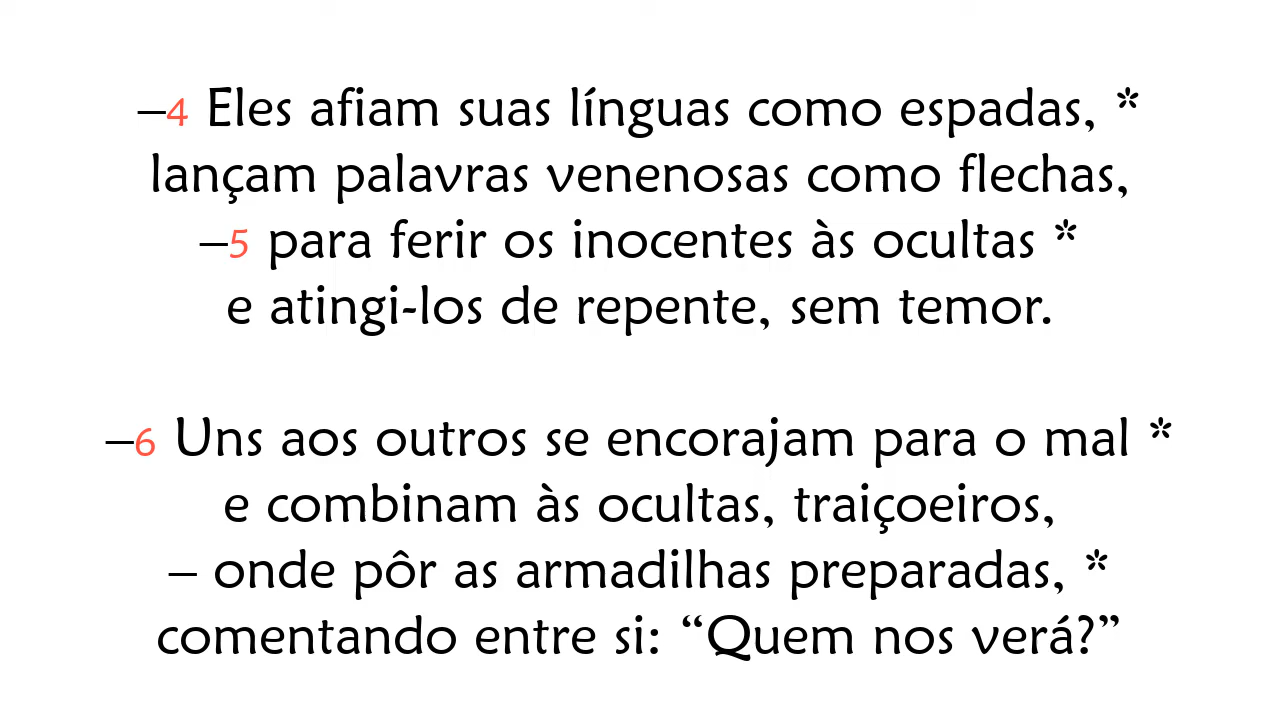 –4 Eles afiam suas línguas como espadas, *
lançam palavras venenosas como flechas,
–5 para ferir os inocentes às ocultas *
e atingi-los de repente, sem temor.
–6 Uns aos outros se encorajam para o mal *
e combinam às ocultas, traiçoeiros,
– onde pôr as armadilhas preparadas, *
comentando entre si: “Quem nos verá?”